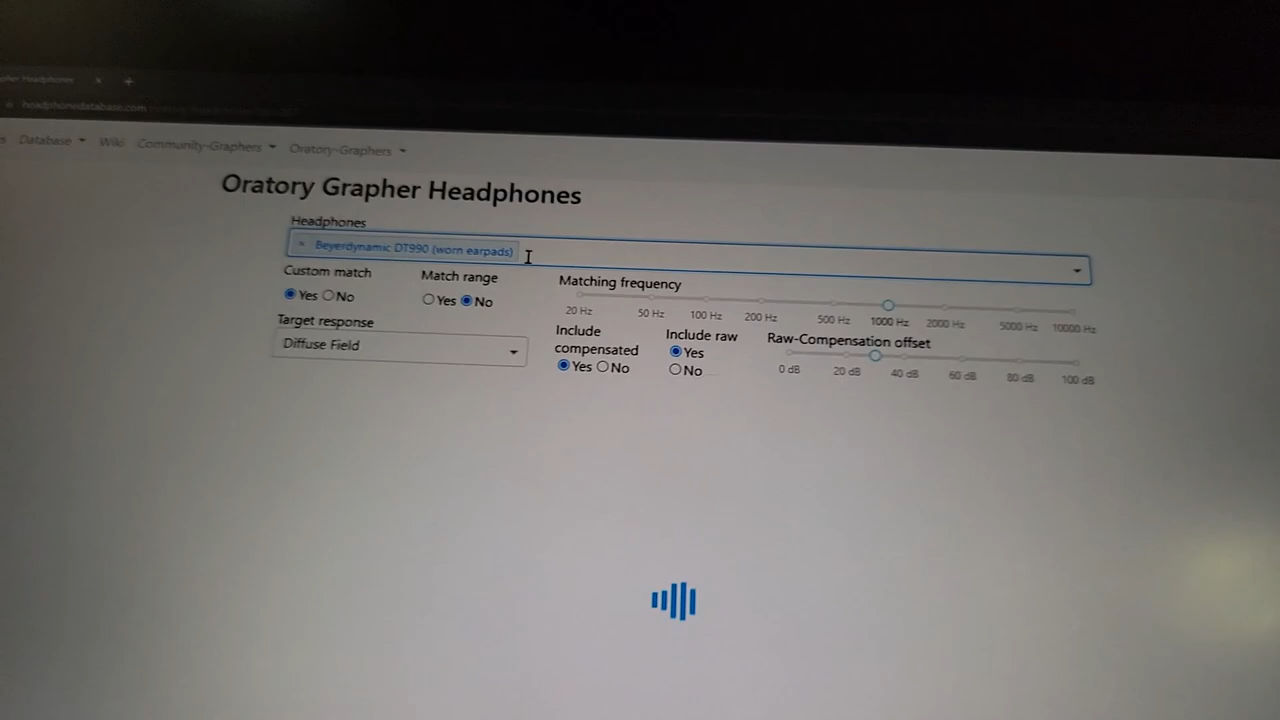 Headphones
headphonedatabase.com
Database Wiki Community-Graphers Oratory-Graphers
Oratory Grapher Headphones
Headphones
× Beyerdynamic DT990 (worn earpads)
Custom match Match range Matching frequency
Yes No Yes No
20 Hz 50 Hz 100 Hz 200 Hz 500 Hz 1000 Hz 2000 Hz 5000 Hz 10000 Hz
Target response Include compensated Include raw Raw-Compensation offset
Diffuse Field Yes No Yes No
0 dB 20 dB 40 dB 60 dB 80 dB 100 dB